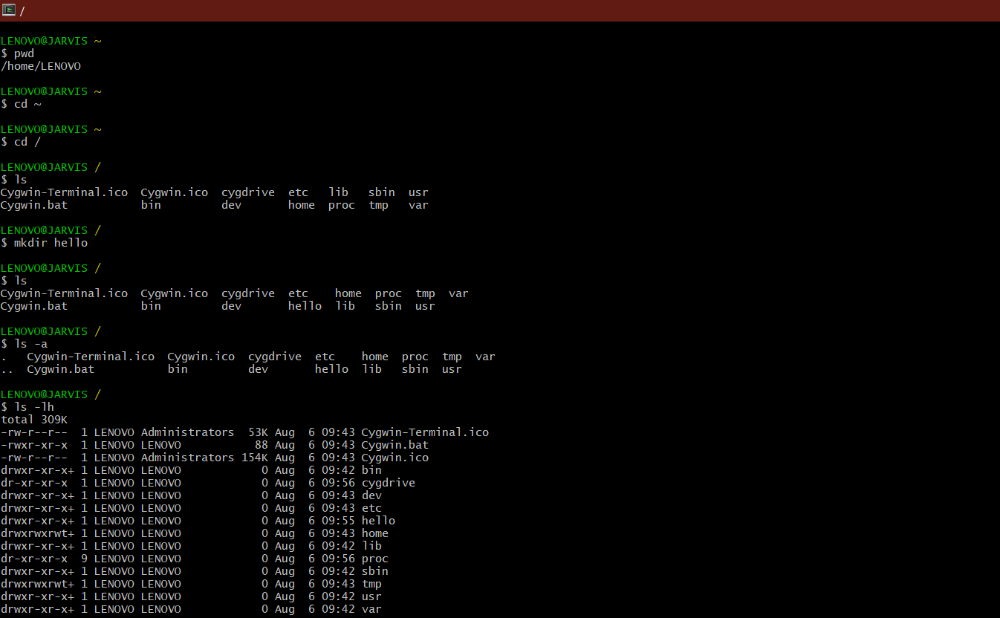 /
LENOVO@JARVIS ~
$ pwd
/home/LENOVO
LENOVO@JARVIS ~
$ cd ~
LENOVO@JARVIS ~
$ cd /
LENOVO@JARVIS /
$ ls
Cygwin-Terminal.ico  Cygwin.ico  cygdrive  etc   lib   sbin  usr
Cygwin.bat           bin         dev       home  proc  tmp   var
LENOVO@JARVIS /
$ mkdir hello
LENOVO@JARVIS /
$ ls
Cygwin-Terminal.ico  Cygwin.ico  cygdrive  etc    home  proc  tmp  var
Cygwin.bat           bin         dev       hello  lib   sbin  usr
LENOVO@JARVIS /
$ ls -a
.   Cygwin-Terminal.ico  Cygwin.ico  cygdrive  etc    home  proc  tmp  var
..  Cygwin.bat           bin         dev       hello  lib   sbin  usr
LENOVO@JARVIS /
$ ls -lh
total 309K
-rw-r--r--  1 LENOVO Administrators  53K Aug  6 09:43 Cygwin-Terminal.ico
-rwxr-xr-x  1 LENOVO LENOVO           88 Aug  6 09:43 Cygwin.bat
-rw-r--r--  1 LENOVO Administrators 154K Aug  6 09:43 Cygwin.ico
drwxr-xr-x+ 1 LENOVO LENOVO            0 Aug  6 09:42 bin
dr-xr-xr-x  1 LENOVO LENOVO            0 Aug  6 09:56 cygdrive
drwxr-xr-x+ 1 LENOVO LENOVO            0 Aug  6 09:43 dev
drwxr-xr-x+ 1 LENOVO LENOVO            0 Aug  6 09:43 etc
drwxr-xr-x+ 1 LENOVO LENOVO            0 Aug  6 09:55 hello
drwxrwxrwt+ 1 LENOVO LENOVO            0 Aug  6 09:43 home
drwxr-xr-x+ 1 LENOVO LENOVO            0 Aug  6 09:42 lib
dr-xr-xr-x  9 LENOVO LENOVO            0 Aug  6 09:56 proc
drwxr-xr-x+ 1 LENOVO LENOVO            0 Aug  6 09:42 sbin
drwxrwxrwt+ 1 LENOVO LENOVO            0 Aug  6 09:43 tmp
drwxr-xr-x+ 1 LENOVO LENOVO            0 Aug  6 09:42 usr
drwxr-xr-x+ 1 LENOVO LENOVO            0 Aug  6 09:42 var